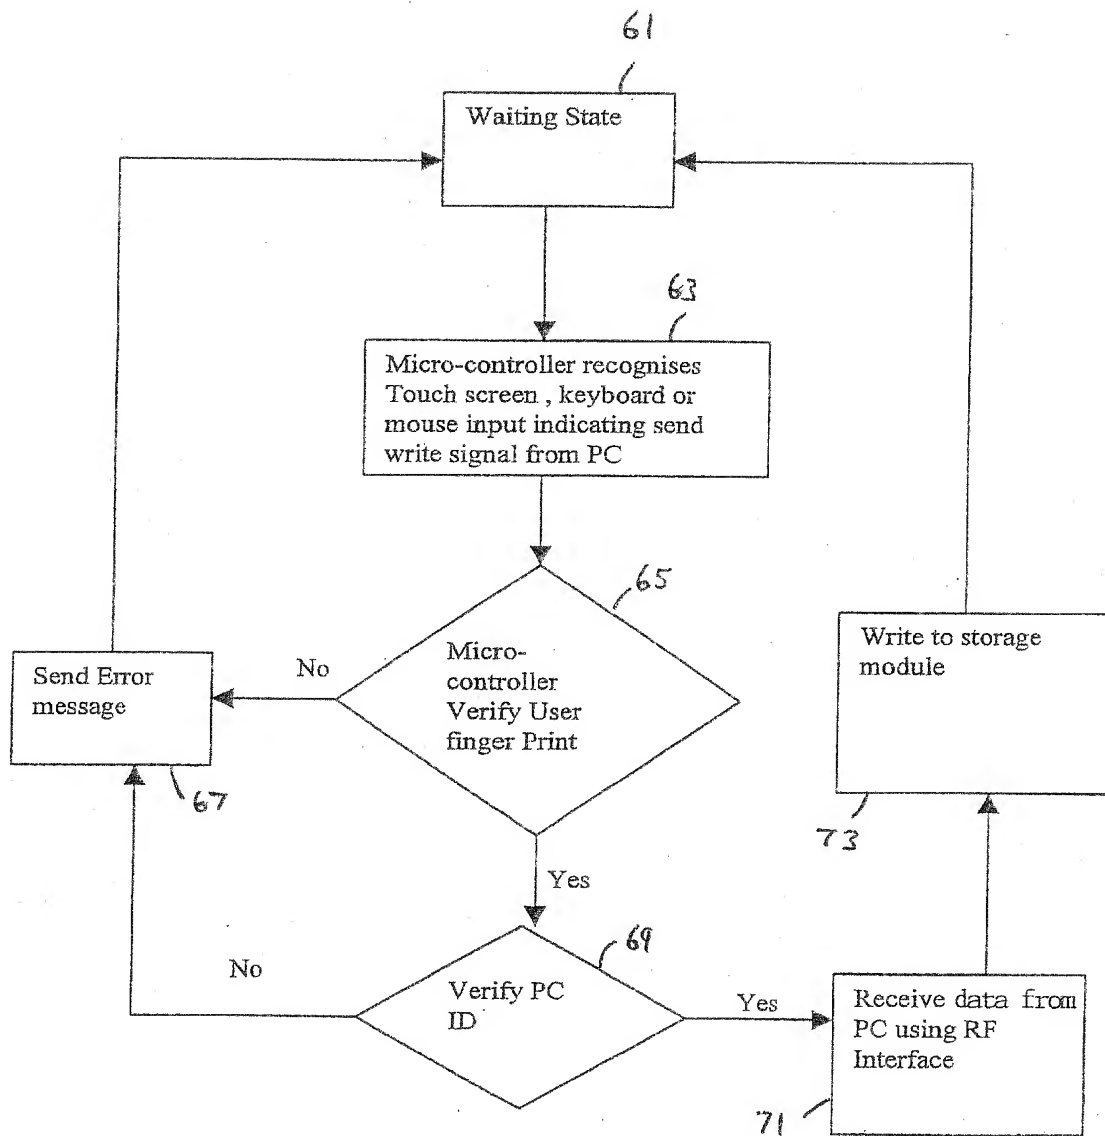 61
Waiting State
63
Micro-controller recognises
Touch screen , keyboard or
mouse input indicating send
write signal from PC
65
Micro-
controller
Verify User
finger Print
No
Send Error
message
67
Write to storage
module
73
Yes
69
Verify PC
ID
No
Yes
Receive data from
PC using RF
Interface
71